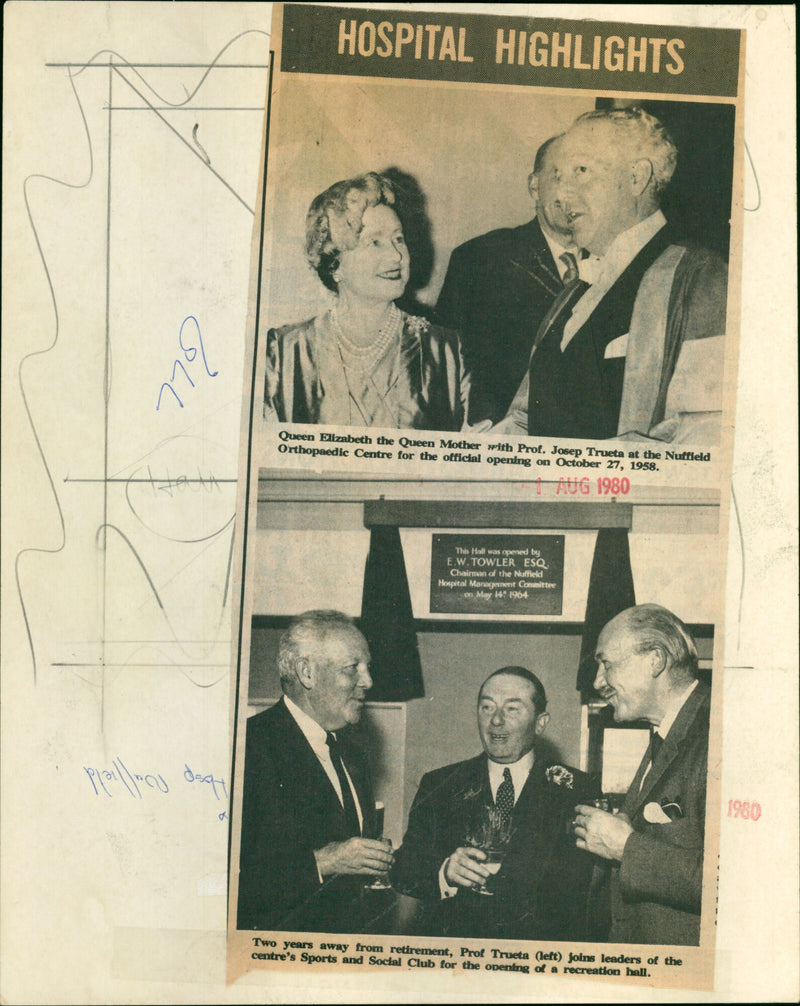 HOSPITAL HIGHLIGHTS
Queen Elizabeth the Queen Mother with Prof. Josep Trueta at the Nuffield
Orthopaedic Centre for the official opening on October 27, 1958.
-1 AUG 1980
This Hall was opened by
E.W. TOWLER ESQ.
Chairman of the Nuffield
Hospital Management Committee
on May 14th 1964
1980
Two years away from retirement, Prof Trueta (left) joins leaders of the
centre's Sports and Social Club for the opening of a recreation hall.
Hosp Nuffield